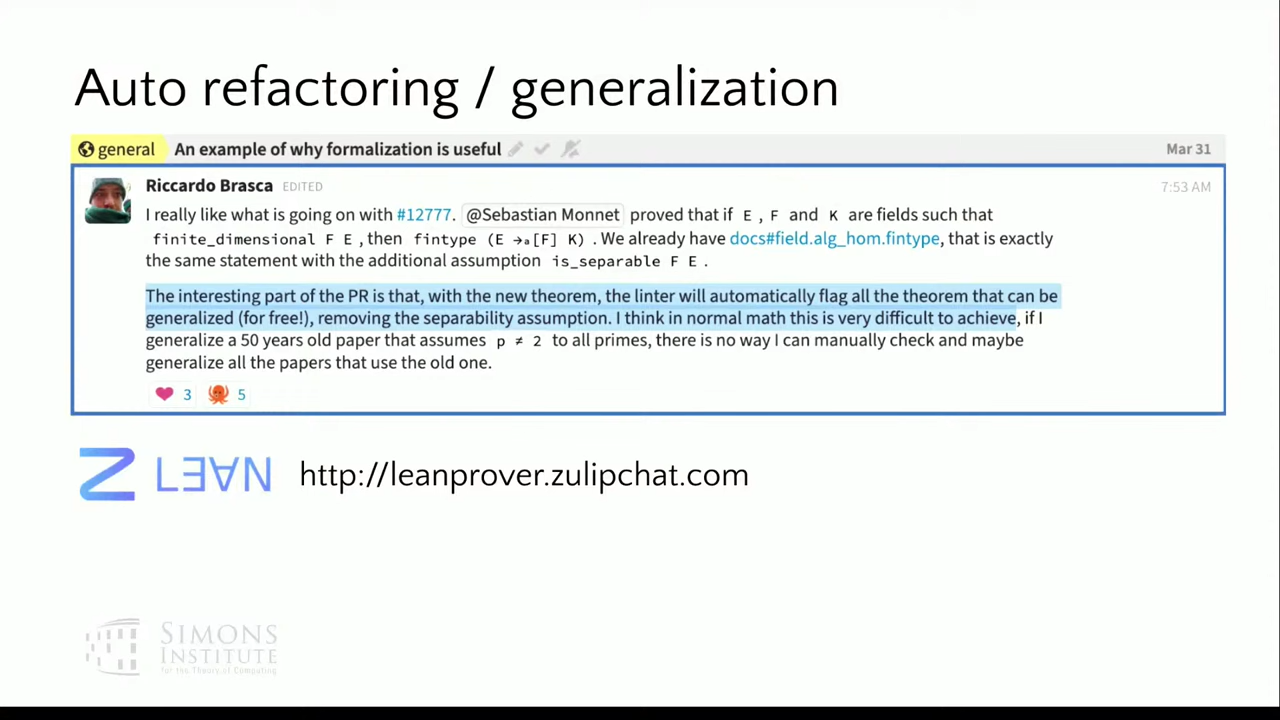 Auto refactoring / generalization
general An example of why formalization is useful Mar 31
Riccardo Brasca EDITED 7:53 AM
I really like what is going on with #12777. @Sebastian Monnet proved that if E , F and K are fields such that
finite_dimensional F E , then fintype (E →ₐ[F] K) . We already have docs#field.alg_hom.fintype, that is exactly
the same statement with the additional assumption is_separable F E .
The interesting part of the PR is that, with the new theorem, the linter will automatically flag all the theorem that can be
generalized (for free!), removing the separability assumption. I think in normal math this is very difficult to achieve, if I
generalize a 50 years old paper that assumes p ≠ 2 to all primes, there is no way I can manually check and maybe
generalize all the papers that use the old one.
3 5
L∃∀N http://leanprover.zulipchat.com
SIMONS
INSTITUTE
for the Theory of Computing